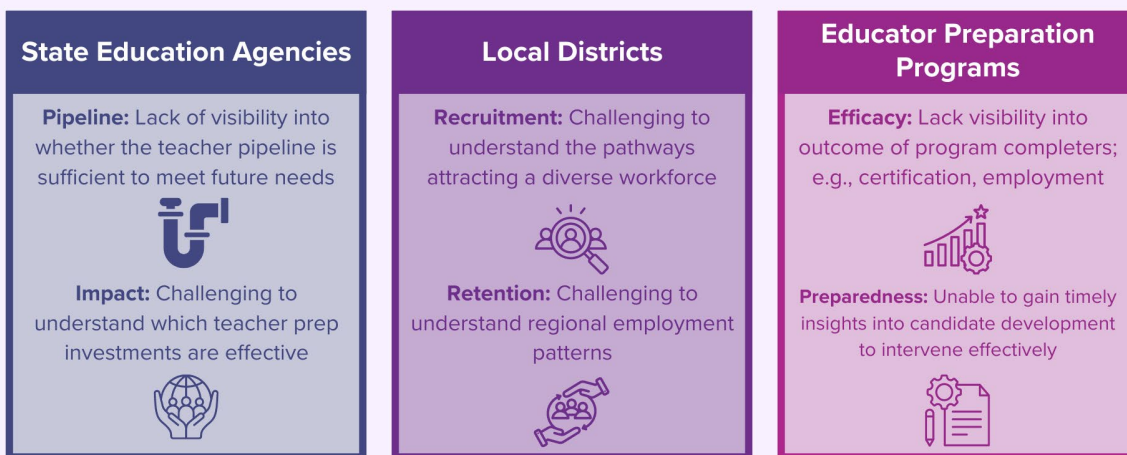 State Education Agencies
Pipeline: Lack of visibility into
whether the teacher pipeline is
sufficient to meet future needs
Impact: Challenging to
understand which teacher prep
investments are effective
Local Districts
Recruitment: Challenging to
understand the pathways
attracting a diverse workforce
Retention: Challenging to
understand regional employment
patterns
Educator Preparation
Programs
Efficacy: Lack visibility into
outcome of program completers;
e.g., certification, employment
Preparedness: Unable to gain timely
insights into candidate development
to intervene effectively